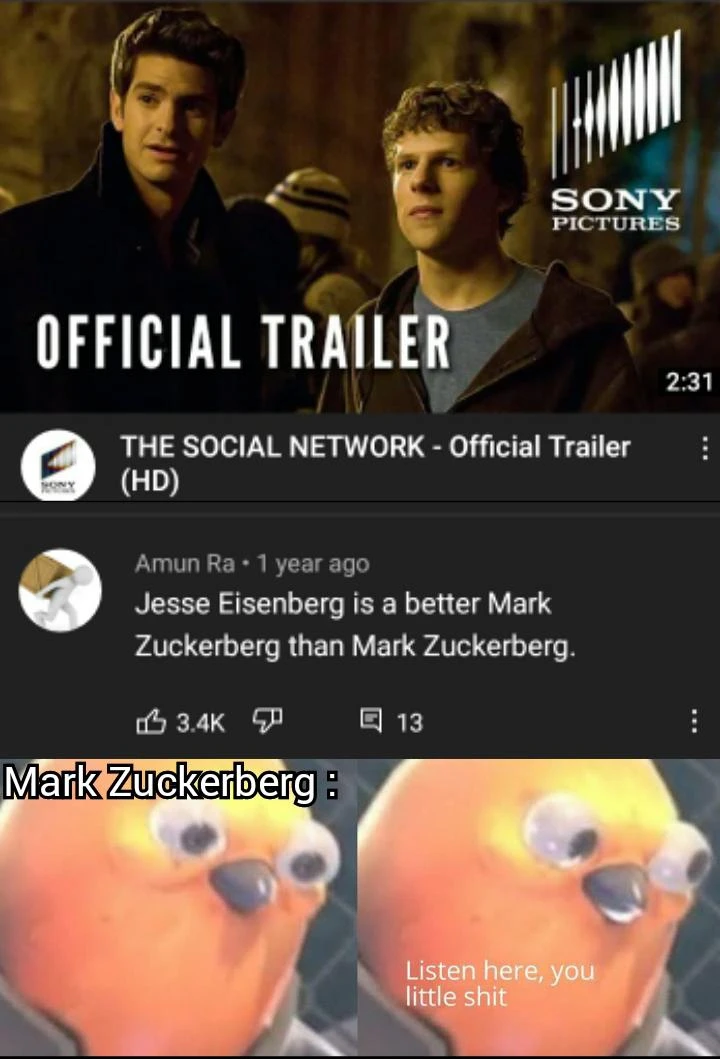 SONY
PICTURES
OFFICIAL TRAILER
2:31
THE SOCIAL NETWORK - Official Trailer
(HD)
SONY
Amun Ra • 1 year ago
Jesse Eisenberg is a better Mark
Zuckerberg than Mark Zuckerberg.
3.4K 13
Mark Zuckerberg :
Listen here, you
little shit